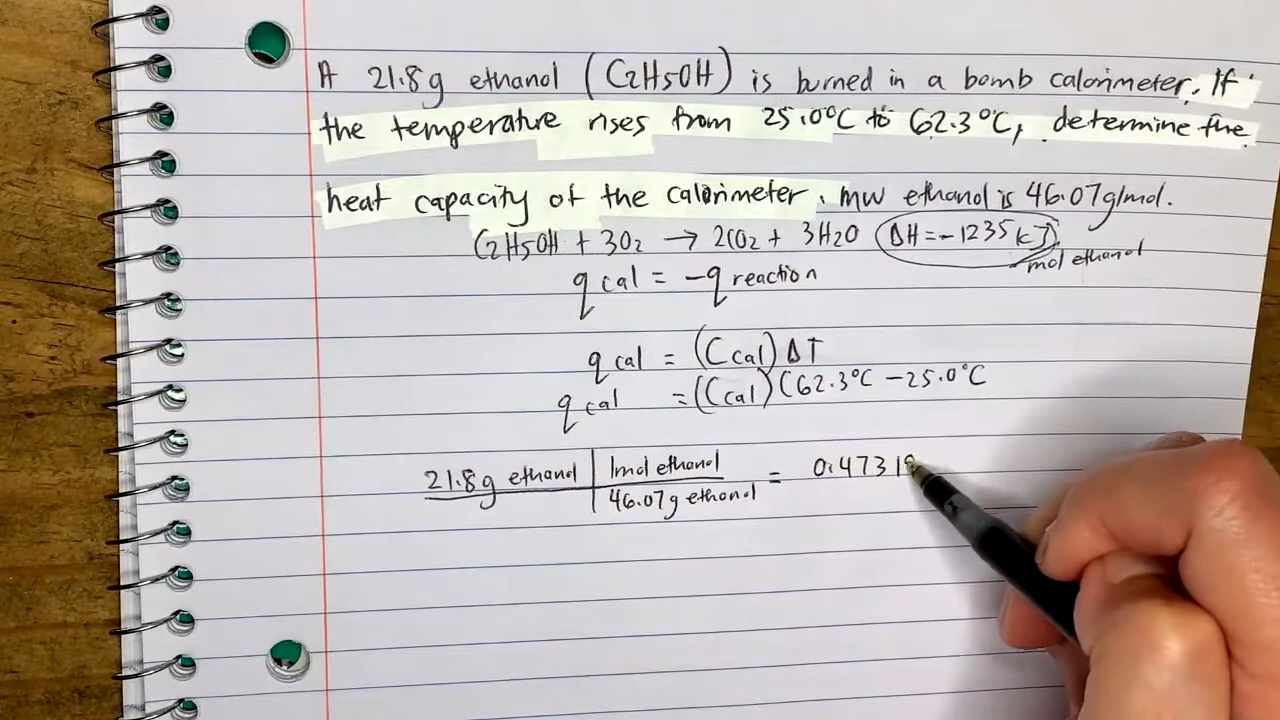 A 21.8g ethanol (C2H5OH) is burned in a bomb calorimeter. If
the temperature rises from 25.0°C to 62.3°C, determine the
heat capacity of the calorimeter. mw ethanol is 46.07g/mol.
C2H5OH + 3O2 → 2CO2 + 3H2O (ΔH = -1235 kJ
mol ethanol
q cal = -q reaction
q cal = (Ccal) ΔT
q cal = (Ccal)(62.3°C - 25.0°C
21.8g ethanol | 1mol ethanol = 0.4731
46.07g ethanol